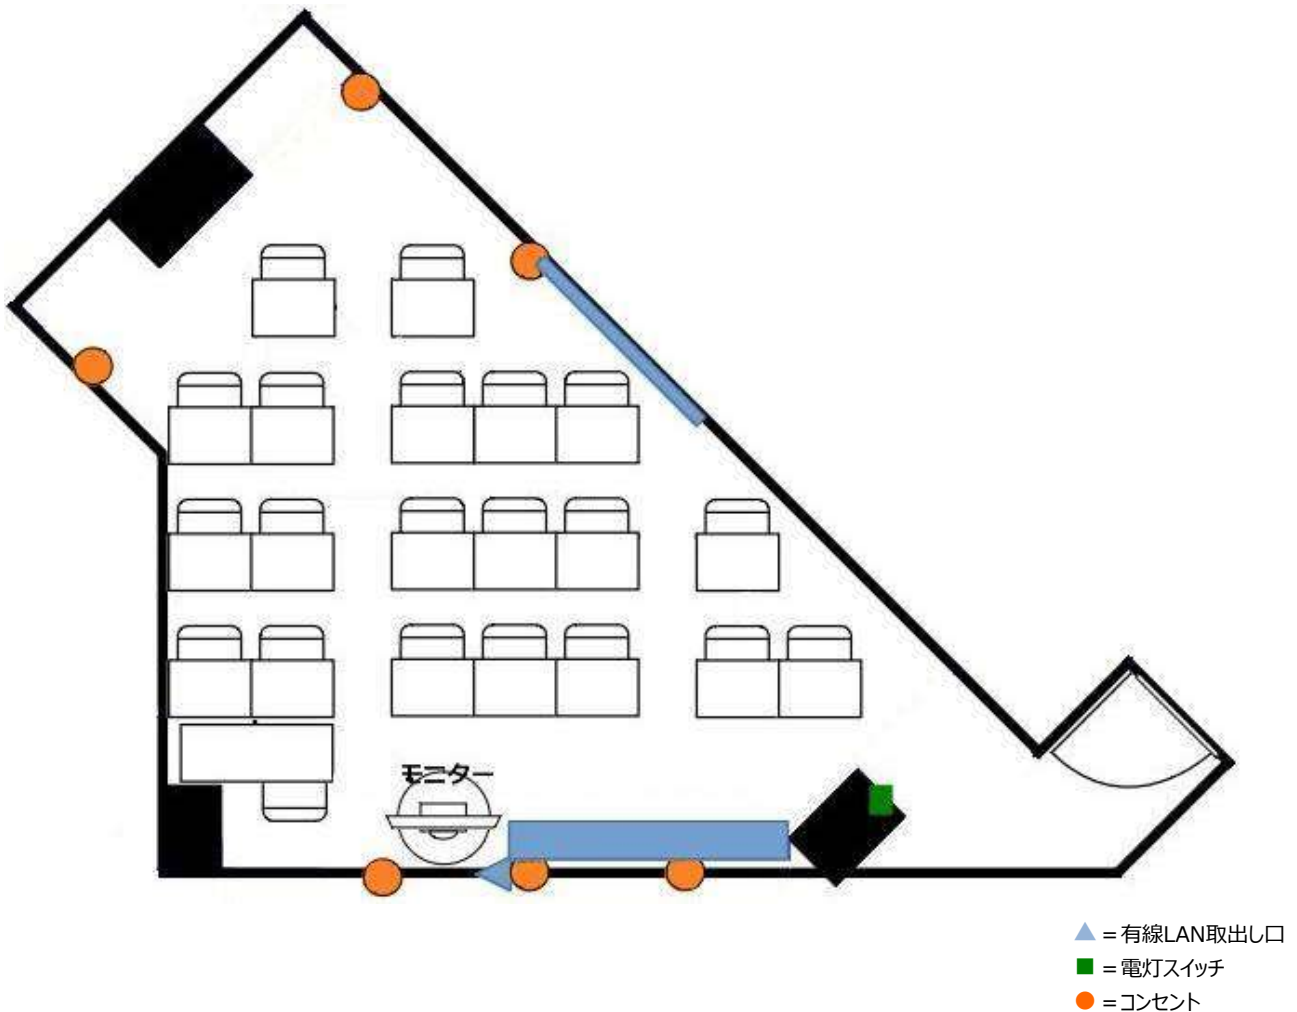 モニター
▲ = 有線LAN取出し口
■ = 電灯スイッチ
● = コンセント